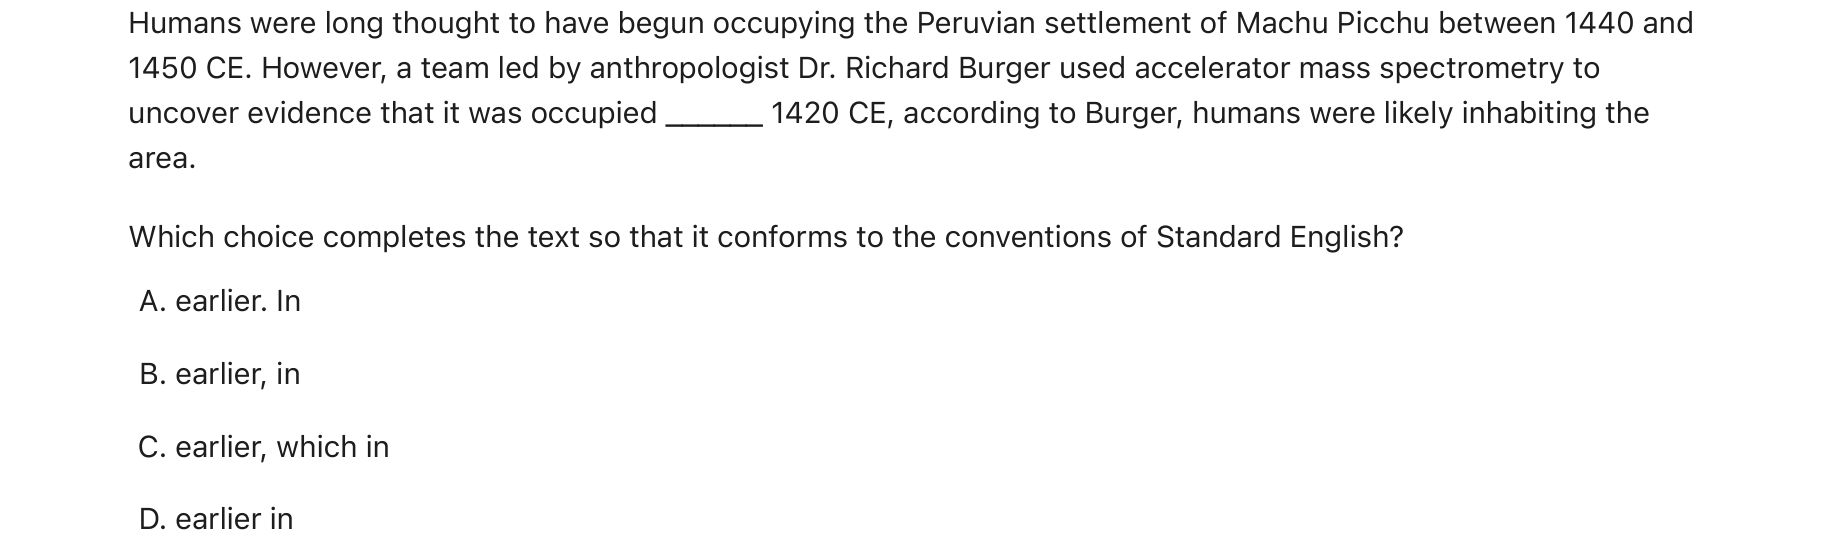 Humans were long thought to have begun occupying the Peruvian settlement of Machu Picchu between 1440 and
1450 CE. However, a team led by anthropologist Dr. Richard Burger used accelerator mass spectrometry to
uncover evidence that it was occupied ______ 1420 CE, according to Burger, humans were likely inhabiting the
area.
Which choice completes the text so that it conforms to the conventions of Standard English?
A. earlier. In
B. earlier, in
C. earlier, which in
D. earlier in